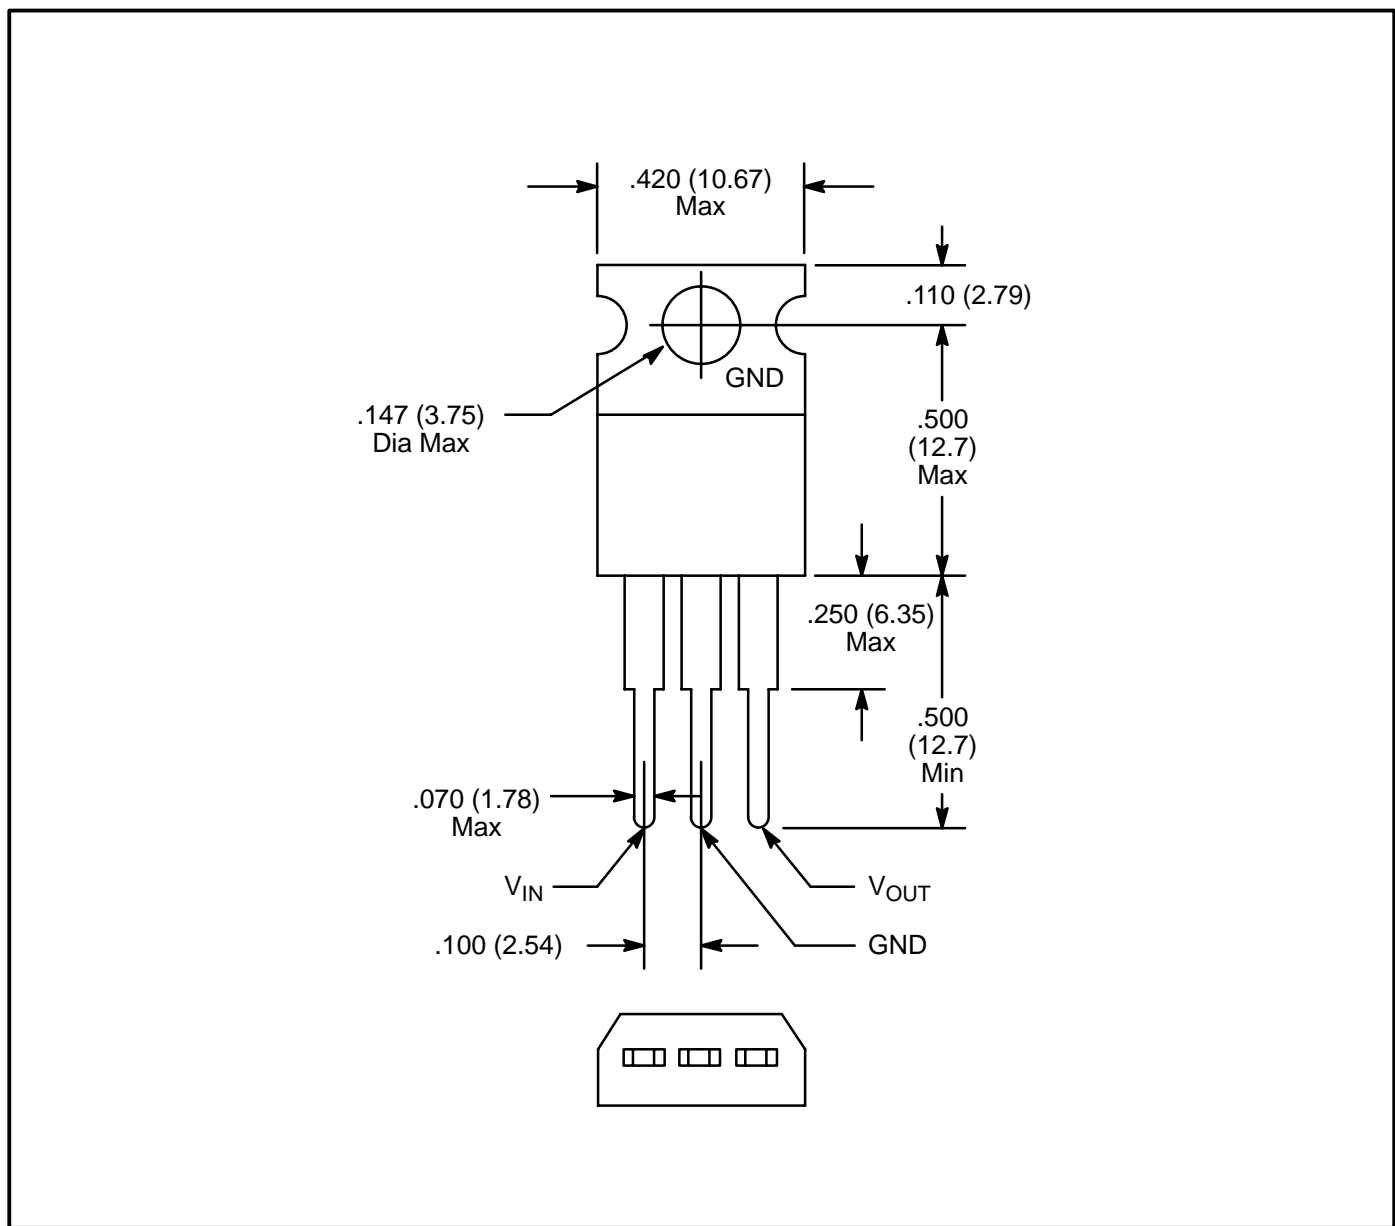 .420 (10.67)
Max
.110 (2.79)
GND
.147 (3.75)
Dia Max
.500
(12.7)
Max
.250 (6.35)
Max
.500
(12.7)
Min
.070 (1.78)
Max
VIN
VOUT
.100 (2.54)
GND